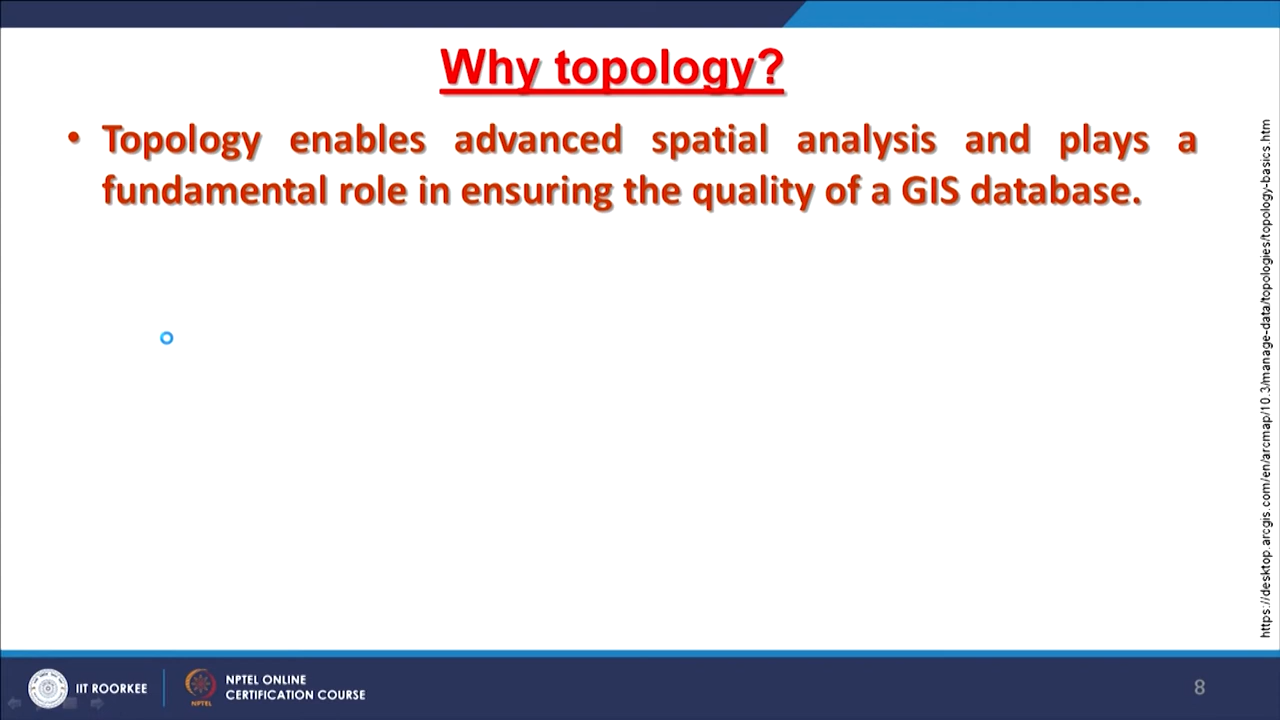 Why topology?
• Topology enables advanced spatial analysis and plays a
fundamental role in ensuring the quality of a GIS database.
https://desktop.arcgis.com/en/arcmap/10.3/manage-data/topologies/topology-basics.htm
IIT ROORKEE
NPTEL
NPTEL ONLINE
CERTIFICATION COURSE
8